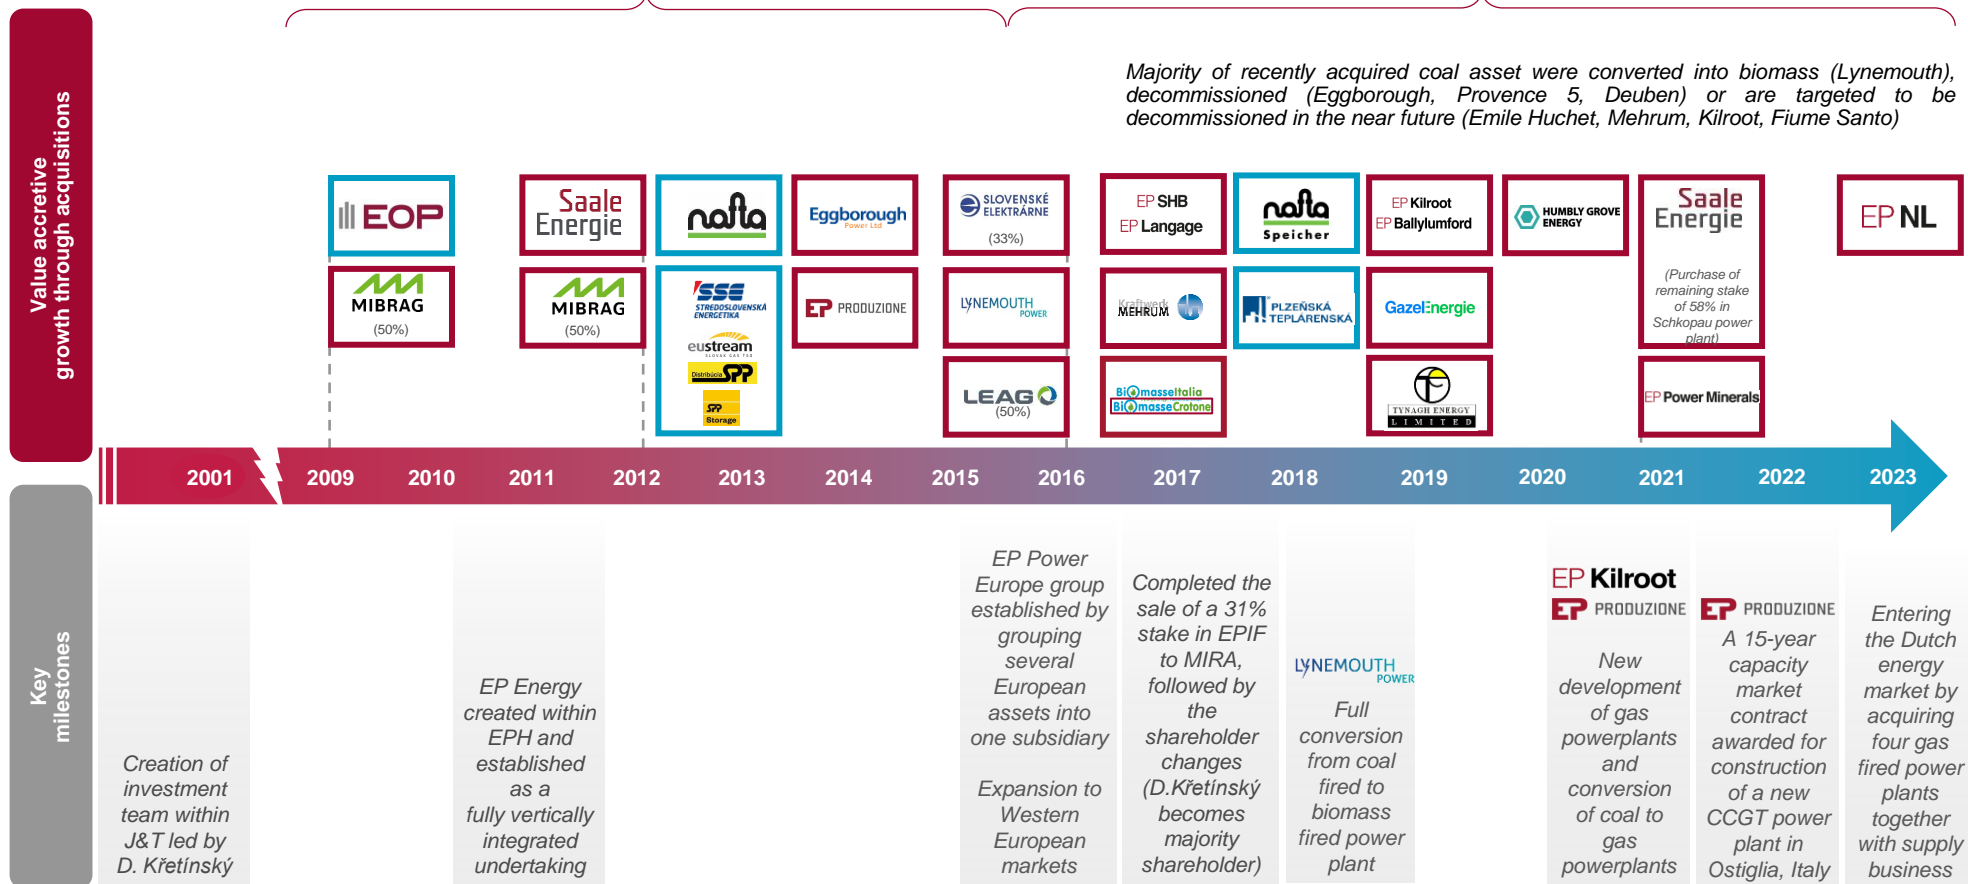 Value accretive
growth through acquisitions
Majority of recently acquired coal asset were converted into biomass (Lynemouth),
decommissioned (Eggborough, Provence 5, Deuben) or are targeted to be
decommissioned in the near future (Emile Huchet, Mehrum, Kilroot, Fiume Santo)
EOP
MIBRAG
(50%)
Saale
Energie
MIBRAG
(50%)
nafta
SSE
STREDOSLOVENSKÁ
ENERGETIKA
eustream
SLOVAK GAS TSO
Distribúcia SPP
SPP
Storage
Eggborough
Power Ltd
EP PRODUZIONE
SLOVENSKÉ
ELEKTRÁRNE
(33%)
LYNEMOUTH
POWER
LEAG
(50%)
EP SHB
EP Langage
Kraftwerk
MEHRUM
BiOmasseItalia
BiOmasseCrotone
nafta
Speicher
PLZEŇSKÁ
TEPLÁRENSKÁ
EP Kilroot
EP Ballylumford
GazelEnergie
TYNAGH ENERGY
LIMITED
HUMBLY GROVE
ENERGY
Saale
Energie
(Purchase of
remaining stake
of 58% in
Schkopau power
plant)
EP Power Minerals
EP NL
2001
2009
2010
2011
2012
2013
2014
2015
2016
2017
2018
2019
2020
2021
2022
2023
Key
milestones
Creation of
investment
team within
J&T led by
D. Křetínský
EP Energy
created within
EPH and
established
as a
fully vertically
integrated
undertaking
EP Power
Europe group
established by
grouping
several
European
assets into
one subsidiary
Expansion to
Western
European
markets
Completed the
sale of a 31%
stake in EPIF
to MIRA,
followed by
the
shareholder
changes
(D.Křetínský
becomes
majority
shareholder)
LYNEMOUTH
POWER
Full
conversion
from coal
fired to
biomass
fired power
plant
EP Kilroot
EP PRODUZIONE
New
development
of gas
powerplants
and
conversion
of coal to
gas
powerplants
EP PRODUZIONE
A 15-year
capacity
market
contract
awarded for
construction
of a new
CCGT power
plant in
Ostiglia, Italy
Entering
the Dutch
energy
market by
acquiring
four gas
fired power
plants
together
with supply
business